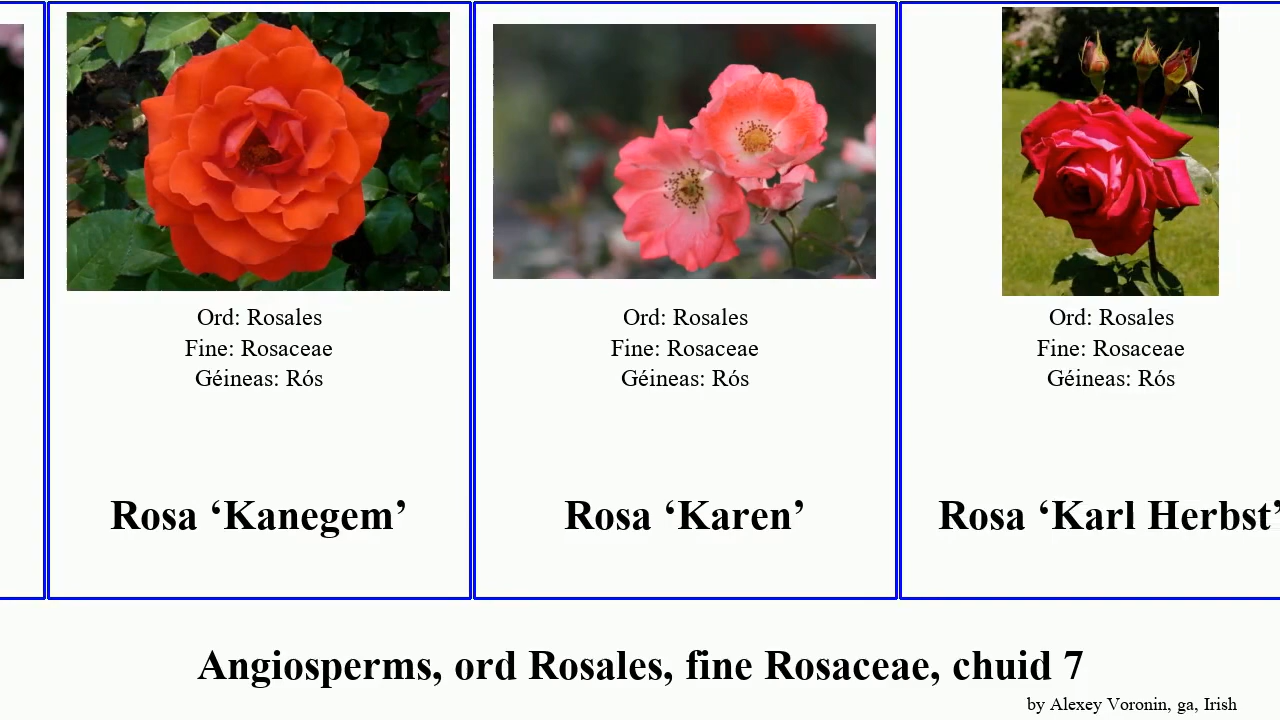 Ord: Rosales
Fine: Rosaceae
Géineas: Rós
Rosa ‘Kanegem’
Ord: Rosales
Fine: Rosaceae
Géineas: Rós
Rosa ‘Karen’
Ord: Rosales
Fine: Rosaceae
Géineas: Rós
Rosa ‘Karl Herbst’
Angiosperms, ord Rosales, fine Rosaceae, chuid 7
by Alexey Voronin, ga, Irish